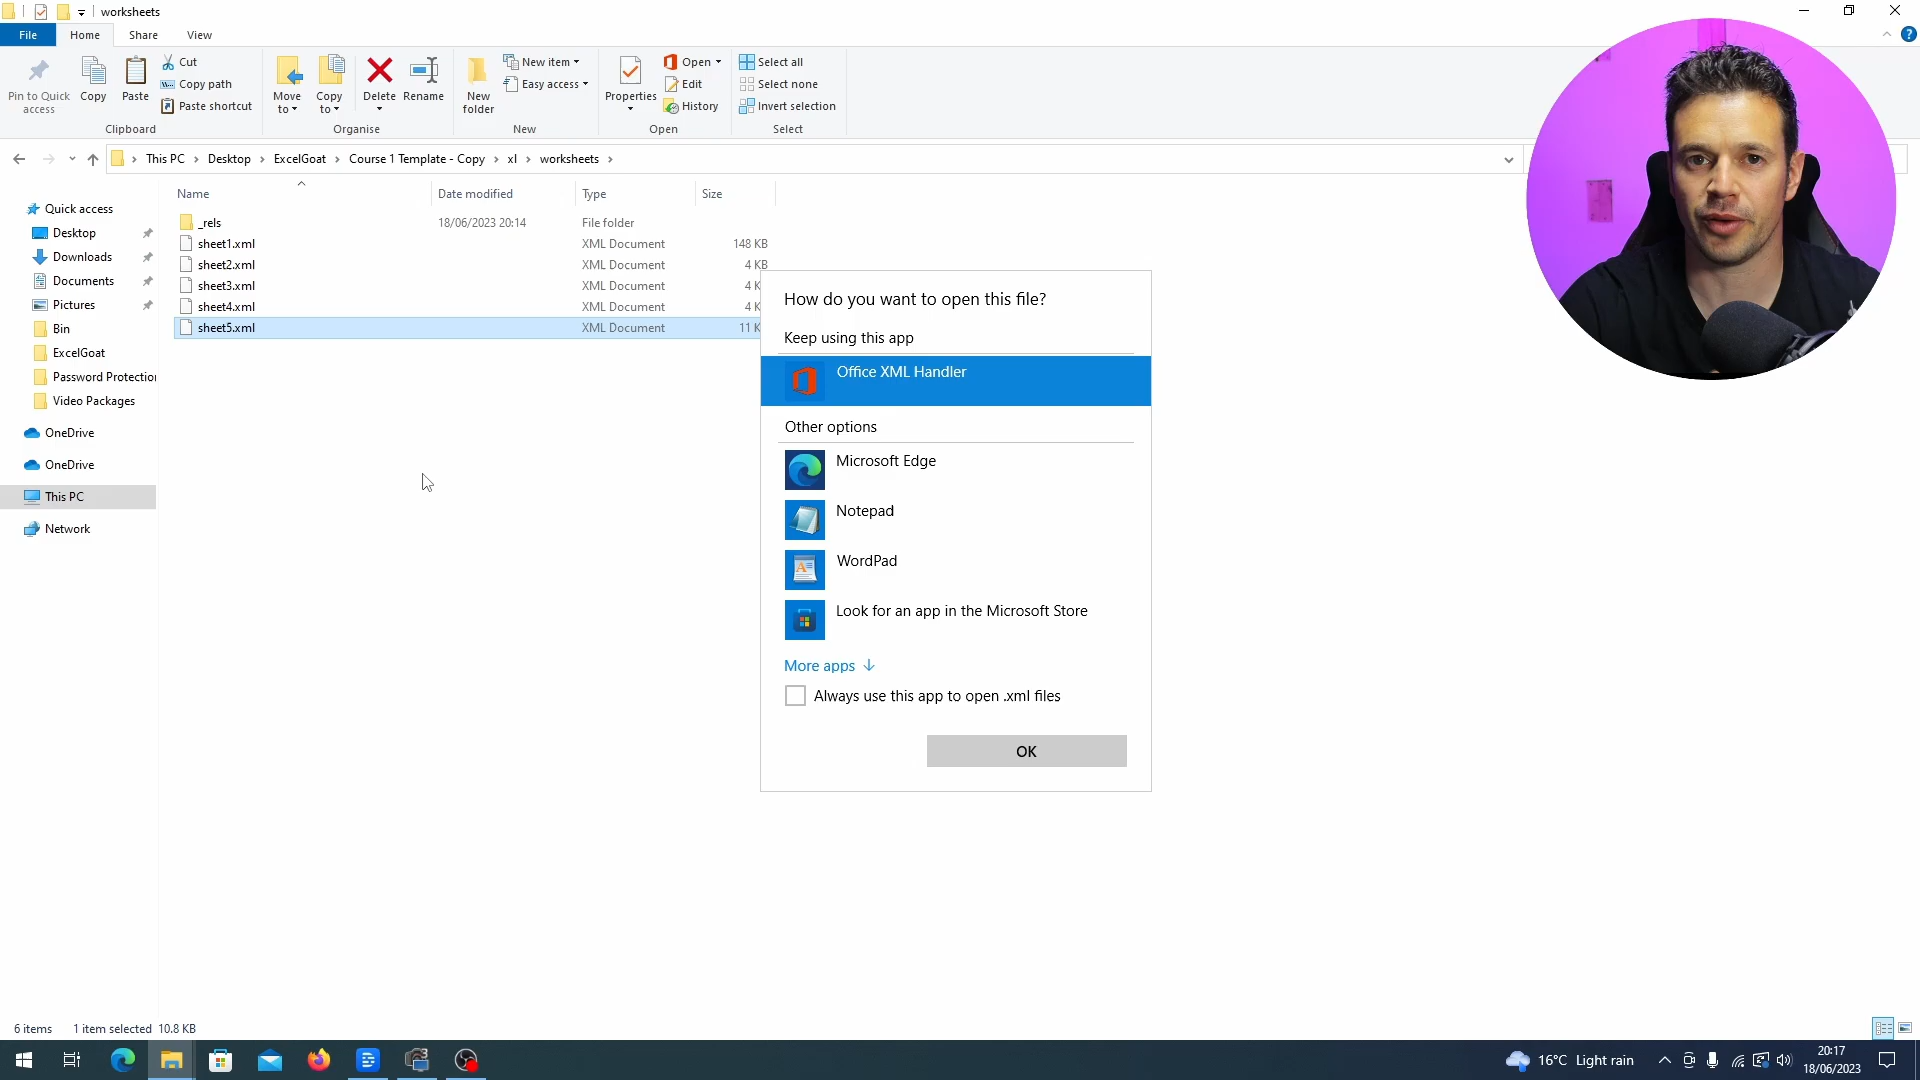 worksheets
File
Home
Share
View
Pin to Quick
access
Copy
Paste
Cut
Copy path
Paste shortcut
Clipboard
Move
to
Copy
to
Delete
Rename
Organise
New
folder
New item
Easy access
New
Properties
Open
Edit
History
Open
Select all
Select none
Invert selection
Select
This PC
Desktop
ExcelGoat
Course 1 Template - Copy
xl
worksheets
Name
Date modified
Type
Size
_rels
18/06/2023 20:14
File folder
sheet1.xml
XML Document
148 KB
sheet2.xml
XML Document
4 KB
sheet3.xml
XML Document
4 K
sheet4.xml
XML Document
4 K
sheet5.xml
XML Document
11 K
Quick access
Desktop
Downloads
Documents
Pictures
Bin
ExcelGoat
Password Protection
Video Packages
OneDrive
OneDrive
This PC
Network
How do you want to open this file?
Keep using this app
Office XML Handler
Other options
Microsoft Edge
Notepad
WordPad
Look for an app in the Microsoft Store
More apps
Always use this app to open .xml files
OK
6 items
1 item selected 10.8 KB
16°C Light rain
20:17
18/06/2023